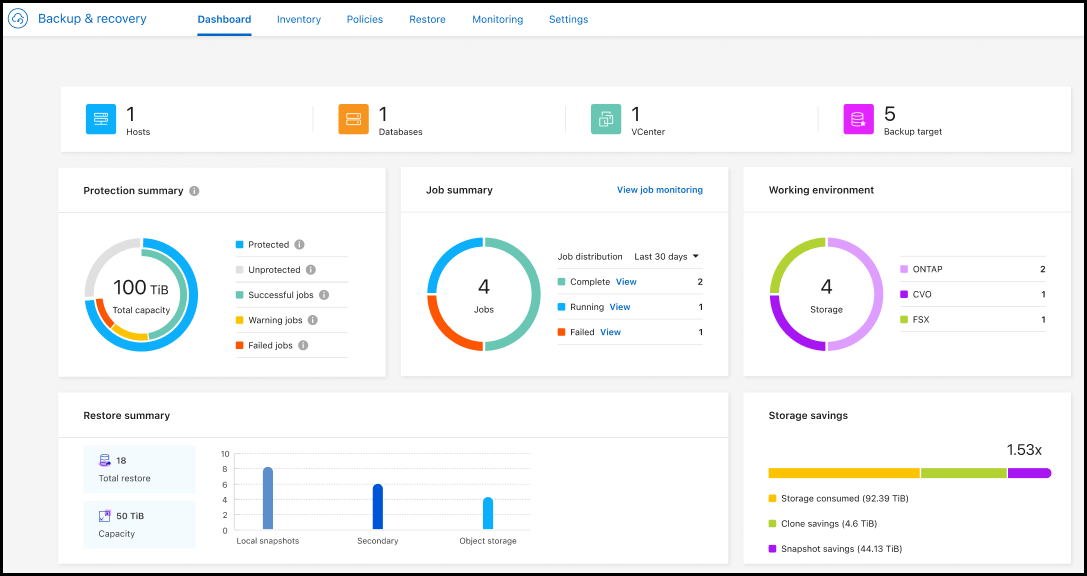 Backup & recovery
Dashboard
Inventory
Policies
Restore
Monitoring
Settings
1
Hosts
1
Databases
1
VCenter
5
Backup target
Protection summary
100 TiB
Total capacity
Protected
Unprotected
Successful jobs
Warning jobs
Failed jobs
Job summary
View job monitoring
4
Jobs
Job distribution Last 30 days
Complete View 2
Running View 1
Failed View 1
Working environment
4
Storage
ONTAP 2
CVO 1
FSX 1
Restore summary
18
Total restore
50 TiB
Capacity
10
8
6
4
2
0
Local snapshots
Secondary
Object storage
Storage savings
1.53x
Storage consumed (92.39 TiB)
Clone savings (4.6 TiB)
Snapshot savings (44.13 TiB)